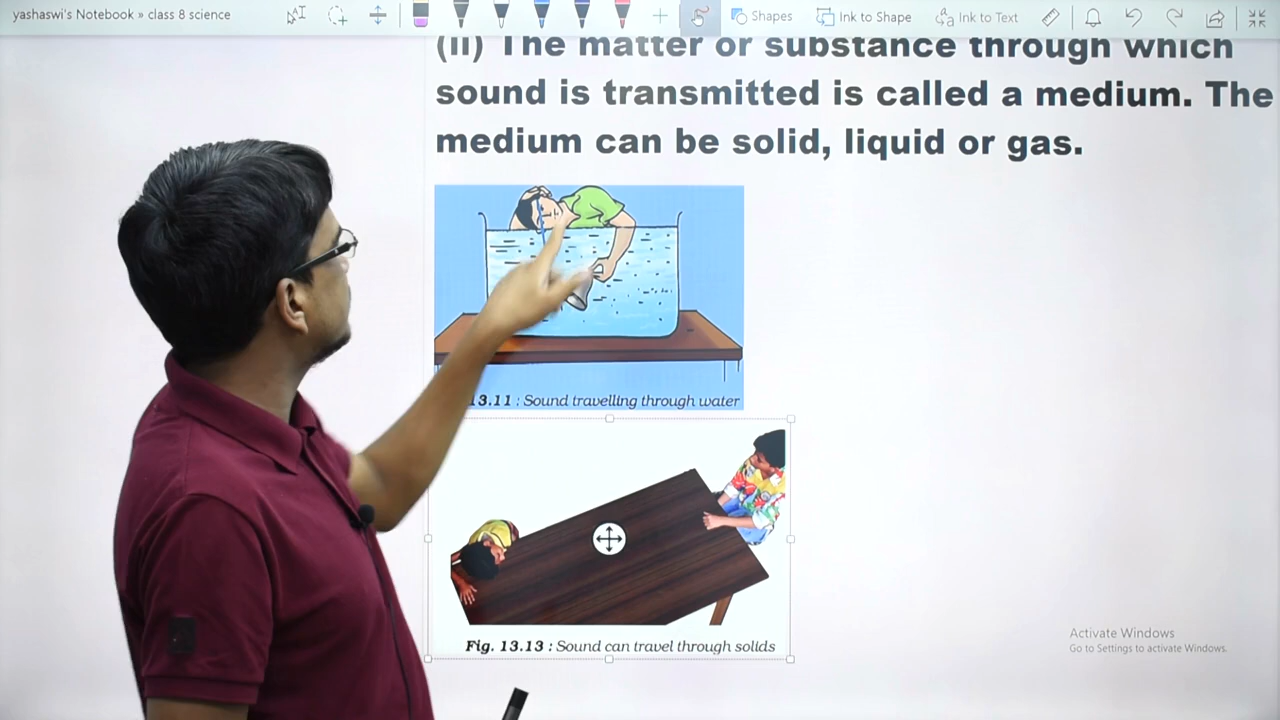 yashaswi's Notebook » class 8 science
Shapes
Ink to Shape
Ink to Text
(ii) The matter or substance through which
sound is transmitted is called a medium. The
medium can be solid, liquid or gas.
13.11 : Sound travelling through water
Fig. 13.13 : Sound can travel through solids
Activate Windows
Go to Settings to activate Windows.